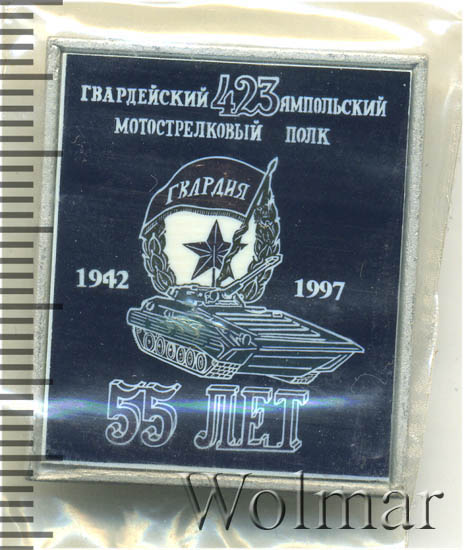 ГВАРДЕЙСКИЙ 423 ЯМПОЛЬСКИЙ
МОТОСТРЕЛКОВЫЙ ПОЛК
ГВАРДИЯ
1942 1997
55 ЛЕТ
Wolmar